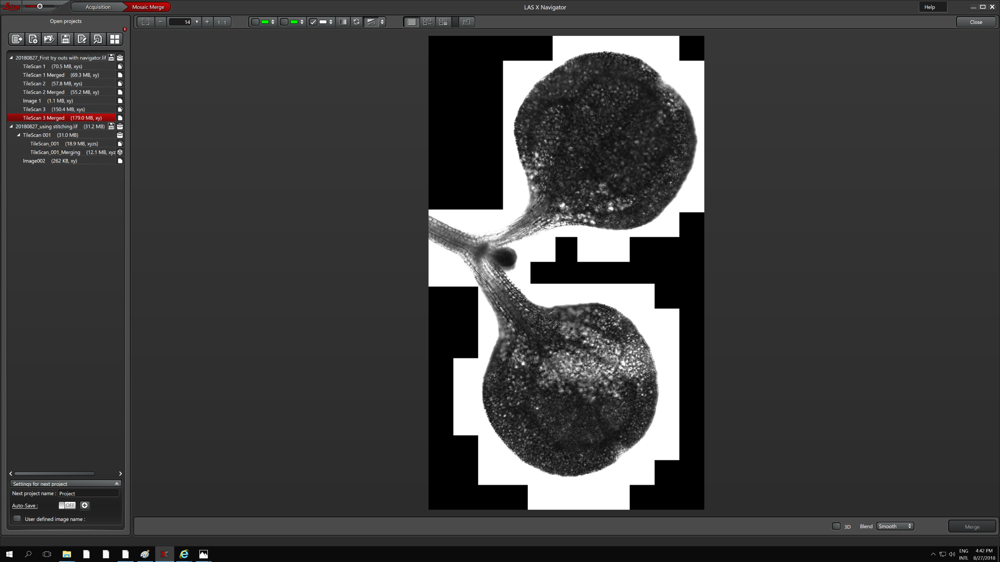 Leica
Acquisition
Mosaic Merge
LAS X Navigator
Help
Open projects
14
1:1
Close
20180827_First try outs with navigator.lif
TileScan 1 (70.5 MB, xys)
TileScan 1 Merged (69.3 MB, xy)
TileScan 2 (57.8 MB, xys)
TileScan 2 Merged (55.2 MB, xy)
Image 1 (1.1 MB, xy)
TileScan 3 (150.4 MB, xys)
TileScan 3 Merged (179.0 MB, xy)
20180827_using stitching.lif (31.2 MB)
TileScan 001 (31.0 MB)
TileScan_001 (18.9 MB, xyzs)
TileScan_001_Merging (12.1 MB, xyz
Image002 (262 KB, xy)
Settings for next project
Next project name : Project
Auto-Save : OFF
User defined image name :
3D Blend Smooth Merge
ENG 4:42 PM
INTL 8/27/2018